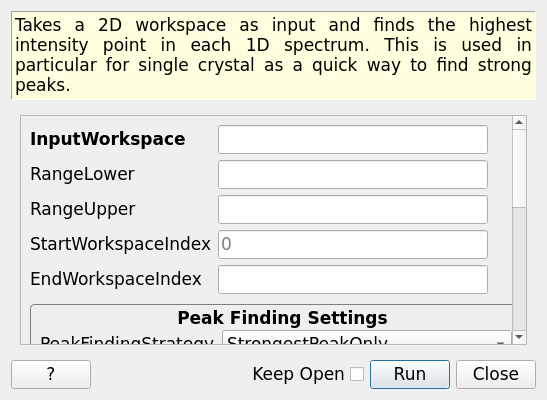 Takes a 2D workspace as input and finds the highest
intensity point in each 1D spectrum. This is used in
particular for single crystal as a quick way to find strong
peaks.
InputWorkspace
RangeLower
RangeUpper
StartWorkspaceIndex 0
EndWorkspaceIndex
Peak Finding Settings
PeakFindingStrategy StrongestPeakOnly
? Keep Open Run Close